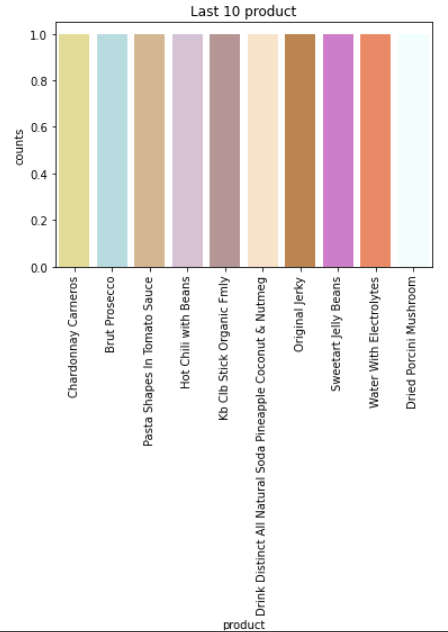 Last 10 product
counts
1.0
0.8
0.6
0.4
0.2
0.0
Chardonnay Carneros
Brut Prosecco
Pasta Shapes In Tomato Sauce
Hot Chili with Beans
Kb Clb Stick Organic Fmly
Drink Distinct All Natural Soda Pineapple Coconut & Nutmeg
Original Jerky
Sweetart Jelly Beans
Water With Electrolytes
Dried Porcini Mushroom
product